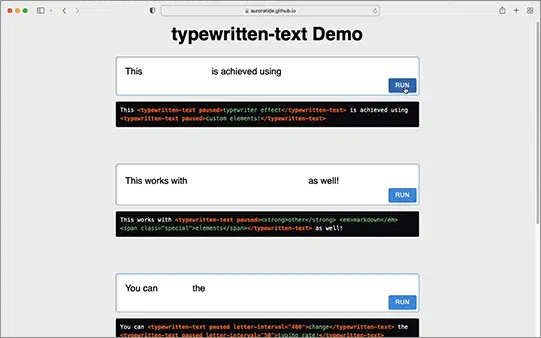 auroratide.github.io
typewritten-text Demo
This is achieved using
RUN
This <typewritten-text paused>typewriter effect</typewritten-text> is achieved using
<typewritten-text paused>custom elements!</typewritten-text>
This works with as well!
RUN
This works with <typewritten-text paused><strong>other</strong> <em>markdown</em>
<span class="special">elements</span></typewritten-text> as well!
You can the
RUN
You can <typewritten-text paused letter-interval="400">change</typewritten-text> the
<typewritten-text paused letter-interval="50">typing rate!</typewritten-text>